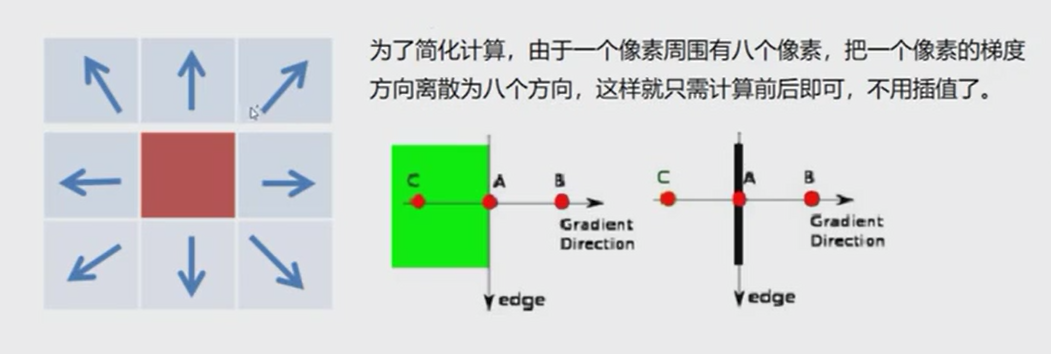 为了简化计算，由于一个像素周围有八个像素，把一个像素的梯度
方向离散为八个方向，这样就只需计算前后即可，不用插值了。
C A B
Gradient
Direction
edge
C A B
Gradient
Direction
edge